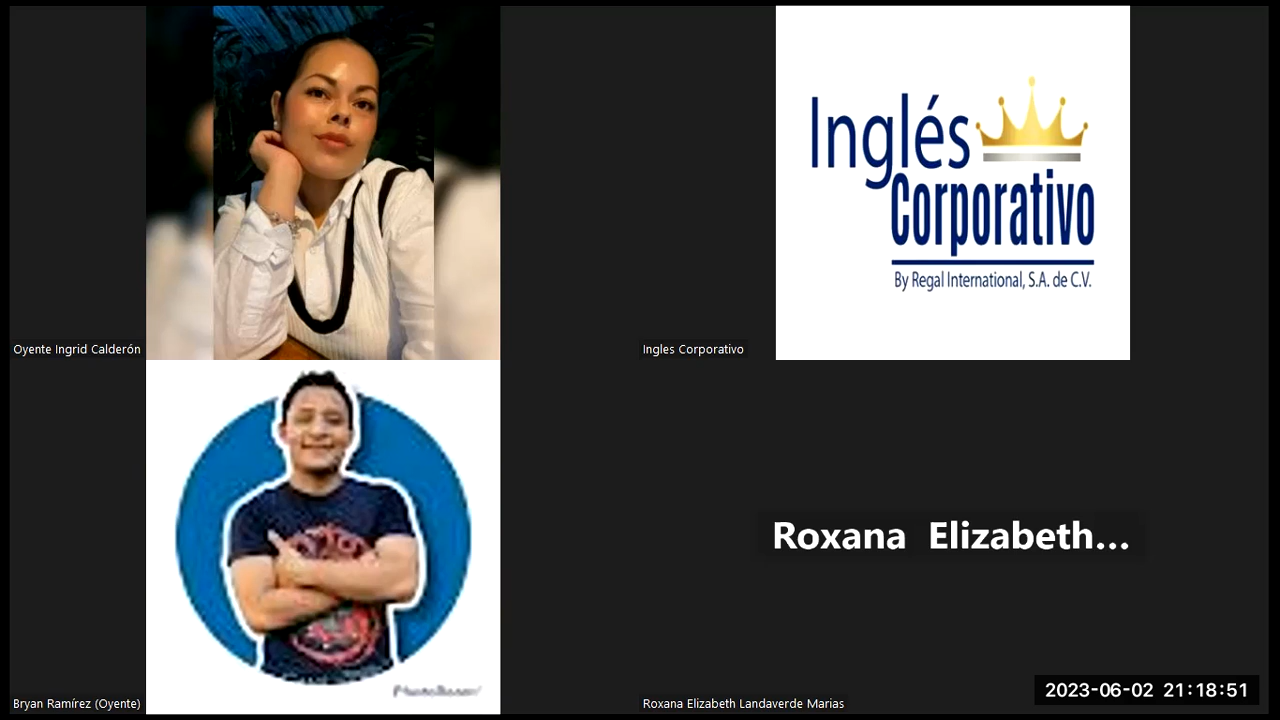 Inglés
Corporativo
By Regal International, S.A. de C.V.
Oyente Ingrid Calderón
Ingles Corporativo
Roxana Elizabeth...
Bryan Ramírez (Oyente)
Roxana Elizabeth Landaverde Marias
2023-06-02 21:18:51